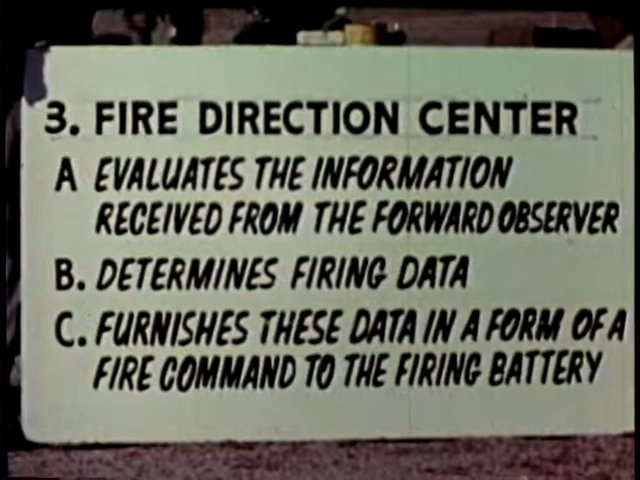 3. FIRE DIRECTION CENTER
A EVALUATES THE INFORMATION
RECEIVED FROM THE FORWARD OBSERVER
B. DETERMINES FIRING DATA
C. FURNISHES THESE DATA IN A FORM OF A
FIRE COMMAND TO THE FIRING BATTERY